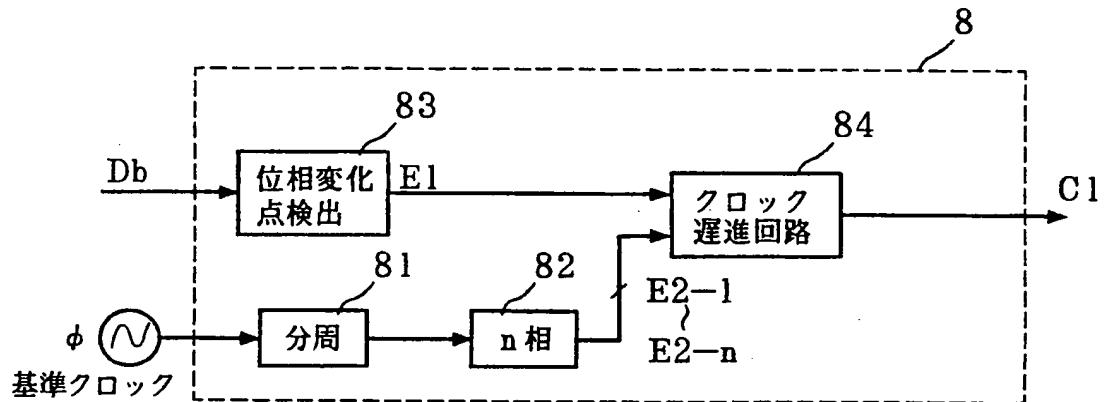 8
83
84
Db
位相変化
点検出
E1
クロック
遅進回路
C1
81
82
E2-1
E2-n
φ
分周
n相
基準クロック